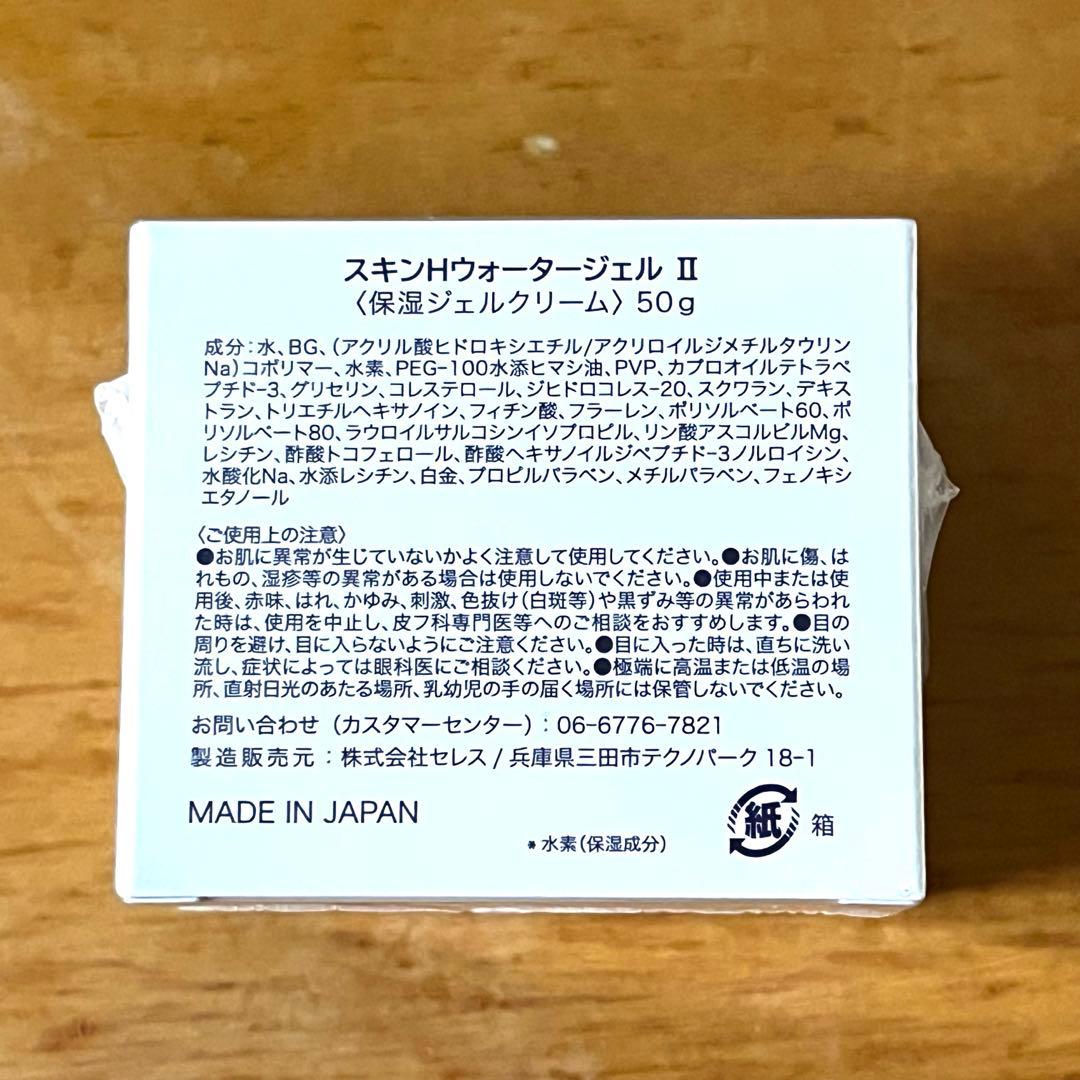 スキンHウォータージェル Ⅱ
〈保湿ジェルクリーム〉50g
成分：水、BG、（アクリル酸ヒドロキシエチル/アクリロイルジメチルタウリン
Na）コポリマー、水素、PEG-100水添ヒマシ油、PVP、カプロオイルテトラペ
プチド-3、グリセリン、コレステロール、ジヒドロコレス-20、スクワラン、デキス
トラン、トリエチルヘキサノイン、フィチン酸、フラーレン、ポリソルベート60、ポ
リソルベート80、ラウロイルサルコシンイソプロピル、リン酸アスコルビルMg、
レシチン、酢酸トコフェロール、酢酸ヘキサノイルジペプチド-3ノルロイシン、
水酸化Na、水添レシチン、白金、プロピルパラベン、メチルパラベン、フェノキシ
エタノール
〈ご使用上の注意〉
●お肌に異常が生じていないかよく注意して使用してください。●お肌に傷、は
れもの、湿疹等の異常がある場合は使用しないでください。●使用中または使
用後、赤味、はれ、かゆみ、刺激、色抜け（白斑等）や黒ずみ等の異常があらわれ
た時は、使用を中止し、皮フ科専門医等へのご相談をおすすめします。●目の
周りを避け、目に入らないようにご注意ください。●目に入った時は、直ちに洗い
流し、症状によっては眼科医にご相談ください。●極端に高温または低温の場
所、直射日光のあたる場所、乳幼児の手の届く場所には保管しないでください。
お問い合わせ（カスタマーセンター）：06-6776-7821
製造販売元：株式会社セレス / 兵庫県三田市テクノパーク 18-1
MADE IN JAPAN
紙 箱
＊水素（保湿成分）